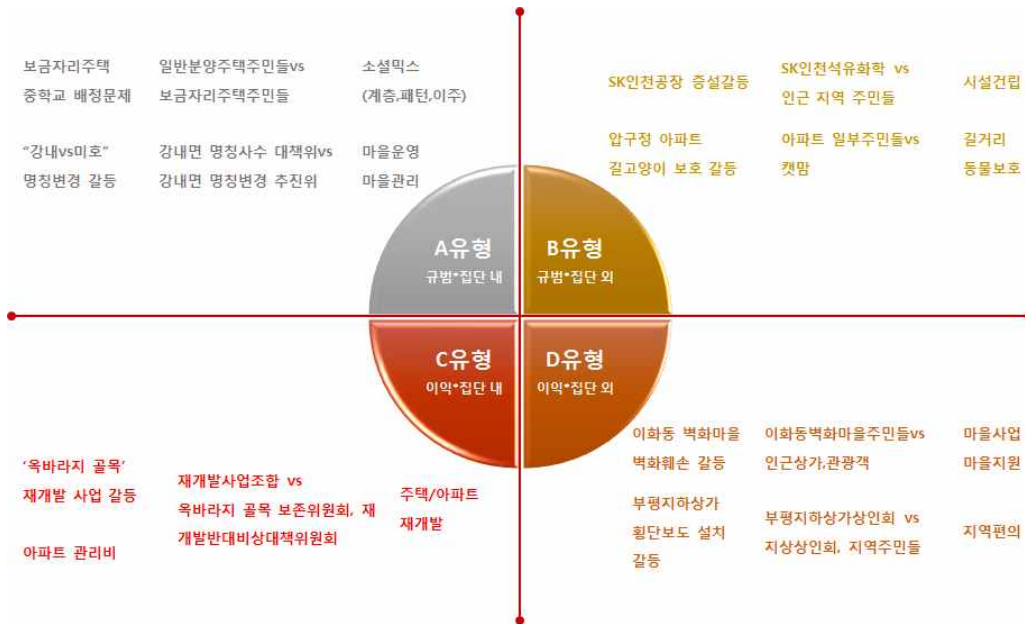 보금자리주택
중학교 배정문제
일반분양주택주민들vs
보금자리주택주민들
소셜믹스
(계층,패턴,이주)
"강내vs미호"
명칭변경 갈등
강내면 명칭사수 대책위vs
강내면 명칭변경 추진위
마을운영
마을관리
SK인천공장 증설갈등
SK인천석유화학 vs
인근 지역 주민들
시설건립
압구정 아파트
길고양이 보호 갈등
아파트 일부주민들vs
캣맘
길거리
동물보호
A유형
규범*집단 내
B유형
규범*집단 외
C유형
이익*집단 내
D유형
이익*집단 외
'옥바라지 골목'
재개발 사업 갈등
재개발사업조합 vs
옥바라지 골목 보존위원회, 재
개발반대비상대책위원회
주택/아파트
재개발
아파트 관리비
이화동 벽화마을
벽화훼손 갈등
이화동벽화마을주민들vs
인근상가,관광객
마을사업
마을지원
부평지하상가
횡단보도 설치
갈등
부평지하상가상인회 vs
지상상인회, 지역주민들
지역편의